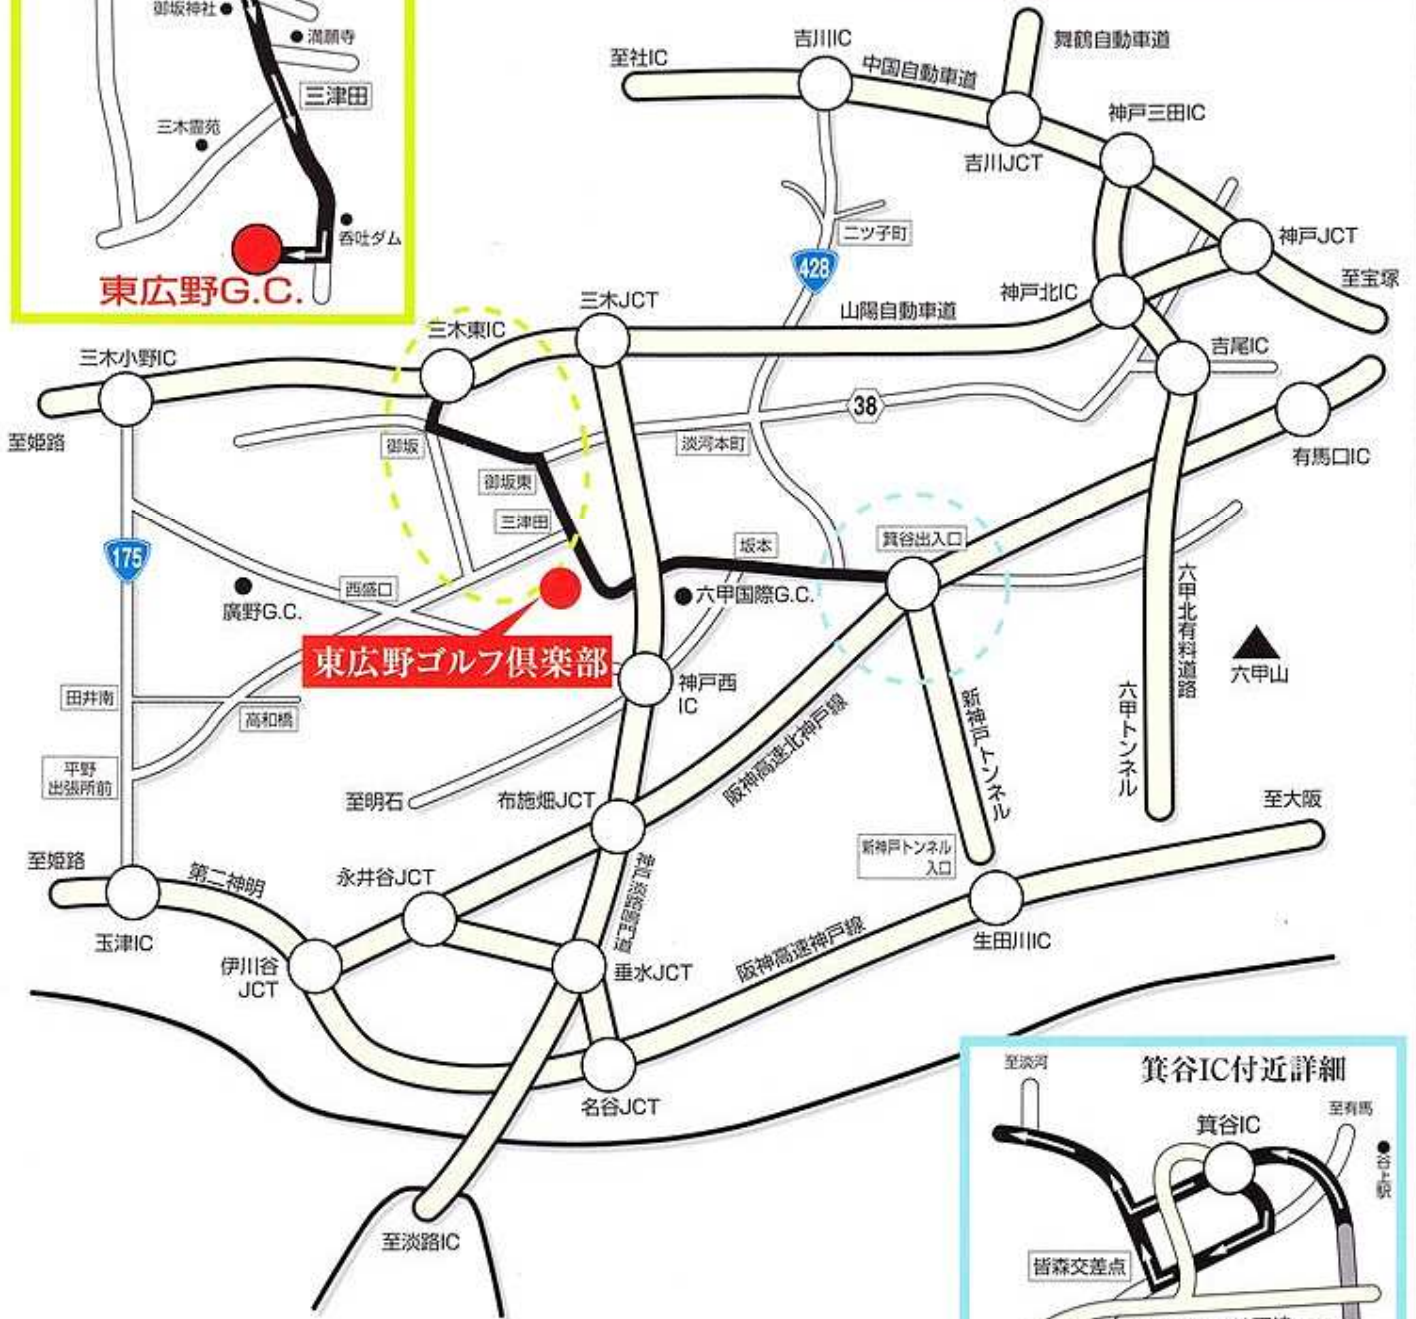 御坂神社
満願寺
三津田
三木霊苑
呑吐ダム
東広野G.C.
至社IC
吉川IC
中国自動車道
舞鶴自動車道
吉川JCT
神戸三田IC
二ツ子町
428
神戸JCT
至宝塚
神戸北IC
山陽自動車道
三木JCT
三木東IC
三木小野IC
至姫路
吉尾IC
38
淡河本町
有馬口IC
御坂
御坂東
三津田
坂本
箕谷出入口
175
廣野G.C.
西盛口
六甲国際G.C.
東広野ゴルフ倶楽部
六甲北有料道路
六甲山
田井南
高和橋
神戸西
IC
新神戸トンネル
六甲トンネル
阪神高速北神戸線
平野
出張所前
至明石
布施畑JCT
至大阪
新神戸トンネル
入口
至姫路
第二神明
永井谷JCT
玉津IC
伊川谷
JCT
垂水JCT
阪神高速神戸線
生田川IC
名谷JCT
至淡路IC
箕谷IC付近詳細
至淡河
至有馬
箕谷IC
谷上駅
皆森交差点